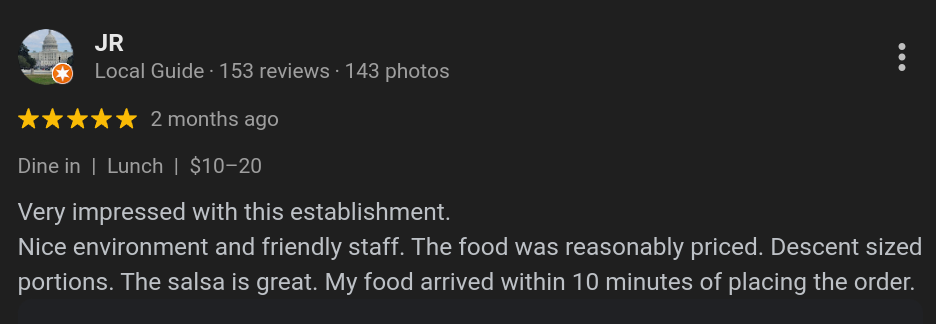 JR
Local Guide · 153 reviews · 143 photos
2 months ago
Dine in | Lunch | $10–20
Very impressed with this establishment.
Nice environment and friendly staff. The food was reasonably priced. Descent sized
portions. The salsa is great. My food arrived within 10 minutes of placing the order.